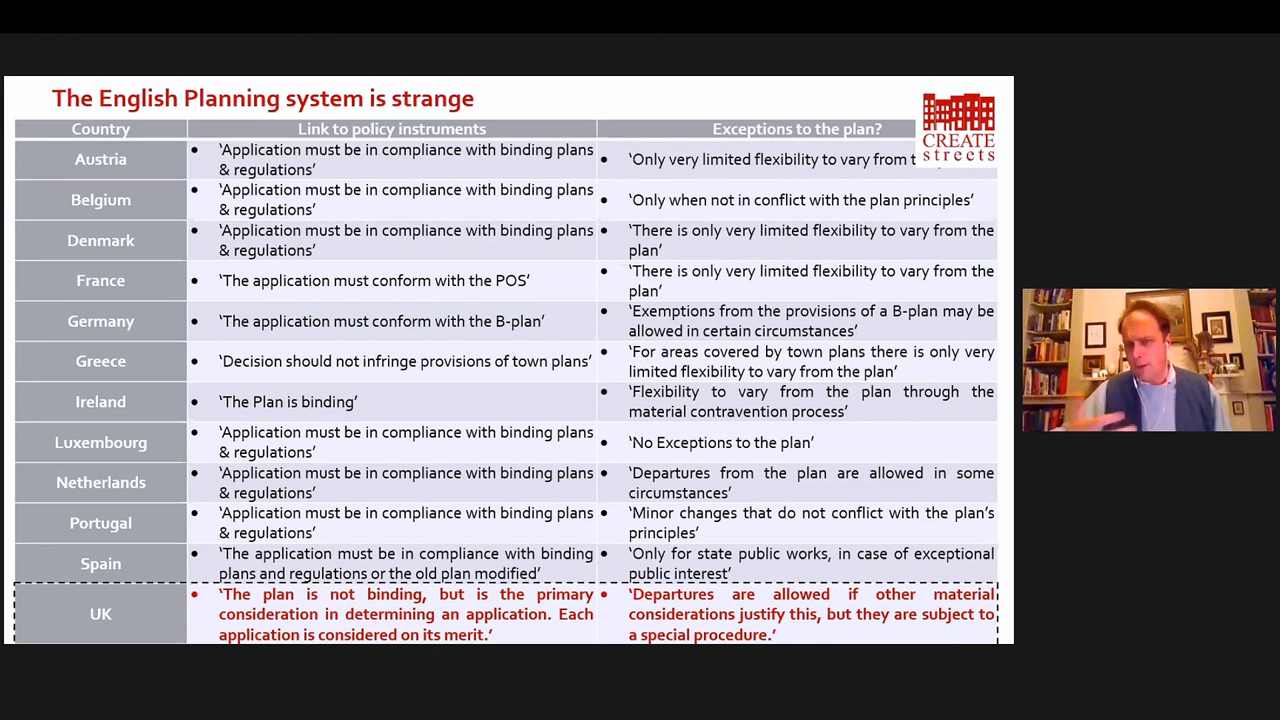 The English Planning system is strange
CREATE
streets
Country
Link to policy instruments
Exceptions to the plan?
Austria
• ‘Application must be in compliance with binding plans
& regulations’
• ‘Only very limited flexibility to vary from
Belgium
• ‘Application must be in compliance with binding plans
& regulations’
• ‘Only when not in conflict with the plan principles’
Denmark
• ‘Application must be in compliance with binding plans
& regulations’
• ‘There is only very limited flexibility to vary from the
plan’
France
• ‘The application must conform with the POS’
• ‘There is only very limited flexibility to vary from the
plan’
Germany
• ‘The application must conform with the B-plan’
• ‘Exemptions from the provisions of a B-plan may be
allowed in certain circumstances’
Greece
• ‘Decision should not infringe provisions of town plans’
• ‘For areas covered by town plans there is only very
limited flexibility to vary from the plan’
Ireland
• ‘The Plan is binding’
• ‘Flexibility to vary from the plan through the
material contravention process’
Luxembourg
• ‘Application must be in compliance with binding plans
& regulations’
• ‘No Exceptions to the plan’
Netherlands
• ‘Application must be in compliance with binding plans
& regulations’
• ‘Departures from the plan are allowed in some
circumstances’
Portugal
• ‘Application must be in compliance with binding plans
& regulations’
• ‘Minor changes that do not conflict with the plan’s
principles’
Spain
• ‘The application must be in compliance with binding
plans and regulations or the old plan modified’
• ‘Only for state public works, in case of exceptional
public interest’
UK
• ‘The plan is not binding, but is the primary
consideration in determining an application. Each
application is considered on its merit.’
• ‘Departures are allowed if other material
considerations justify this, but they are subject to
a special procedure.’